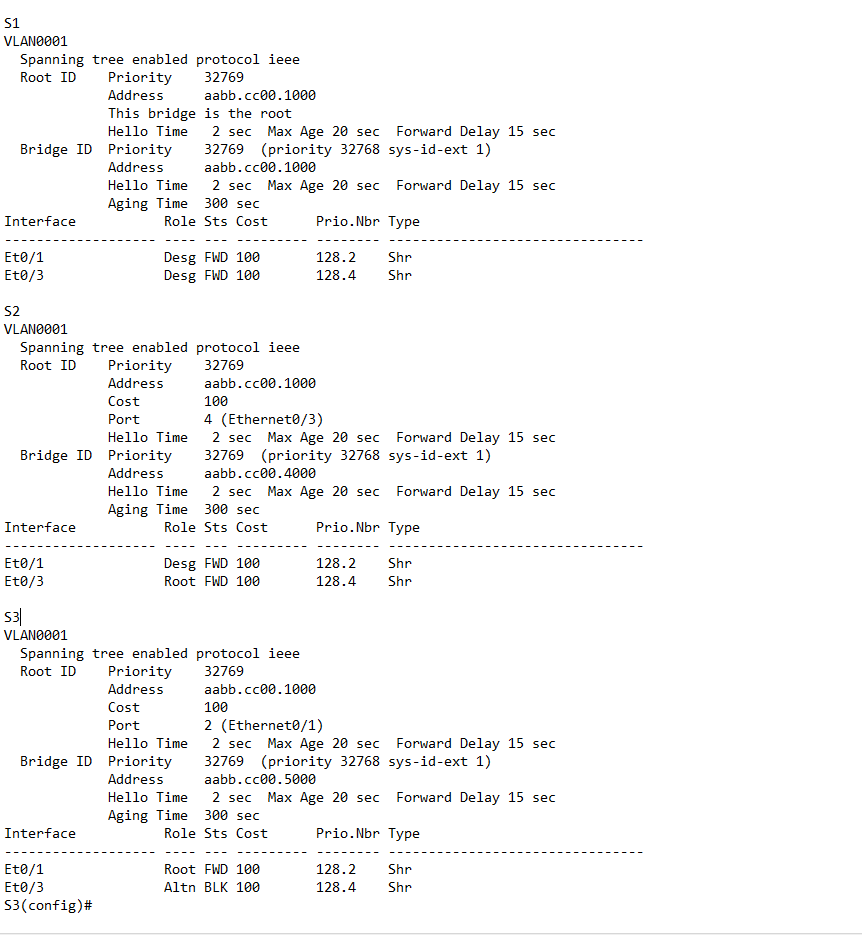 S1
VLAN0001
  Spanning tree enabled protocol ieee
  Root ID    Priority    32769
             Address     aabb.cc00.1000
             This bridge is the root
             Hello Time   2 sec  Max Age 20 sec  Forward Delay 15 sec
  Bridge ID  Priority    32769  (priority 32768 sys-id-ext 1)
             Address     aabb.cc00.1000
             Hello Time   2 sec  Max Age 20 sec  Forward Delay 15 sec
             Aging Time  300 sec
Interface           Role Sts Cost      Prio.Nbr Type
------------------- ---- --- --------- -------- --------------------------------
Et0/1               Desg FWD 100       128.2    Shr
Et0/3               Desg FWD 100       128.4    Shr

S2
VLAN0001
  Spanning tree enabled protocol ieee
  Root ID    Priority    32769
             Address     aabb.cc00.1000
             Cost        100
             Port        4 (Ethernet0/3)
             Hello Time   2 sec  Max Age 20 sec  Forward Delay 15 sec
  Bridge ID  Priority    32769  (priority 32768 sys-id-ext 1)
             Address     aabb.cc00.4000
             Hello Time   2 sec  Max Age 20 sec  Forward Delay 15 sec
             Aging Time  300 sec
Interface           Role Sts Cost      Prio.Nbr Type
------------------- ---- --- --------- -------- --------------------------------
Et0/1               Desg FWD 100       128.2    Shr
Et0/3               Root FWD 100       128.4    Shr

S3
VLAN0001
  Spanning tree enabled protocol ieee
  Root ID    Priority    32769
             Address     aabb.cc00.1000
             Cost        100
             Port        2 (Ethernet0/1)
             Hello Time   2 sec  Max Age 20 sec  Forward Delay 15 sec
  Bridge ID  Priority    32769  (priority 32768 sys-id-ext 1)
             Address     aabb.cc00.5000
             Hello Time   2 sec  Max Age 20 sec  Forward Delay 15 sec
             Aging Time  300 sec
Interface           Role Sts Cost      Prio.Nbr Type
------------------- ---- --- --------- -------- --------------------------------
Et0/1               Root FWD 100       128.2    Shr
Et0/3               Altn BLK 100       128.4    Shr
S3(config)#